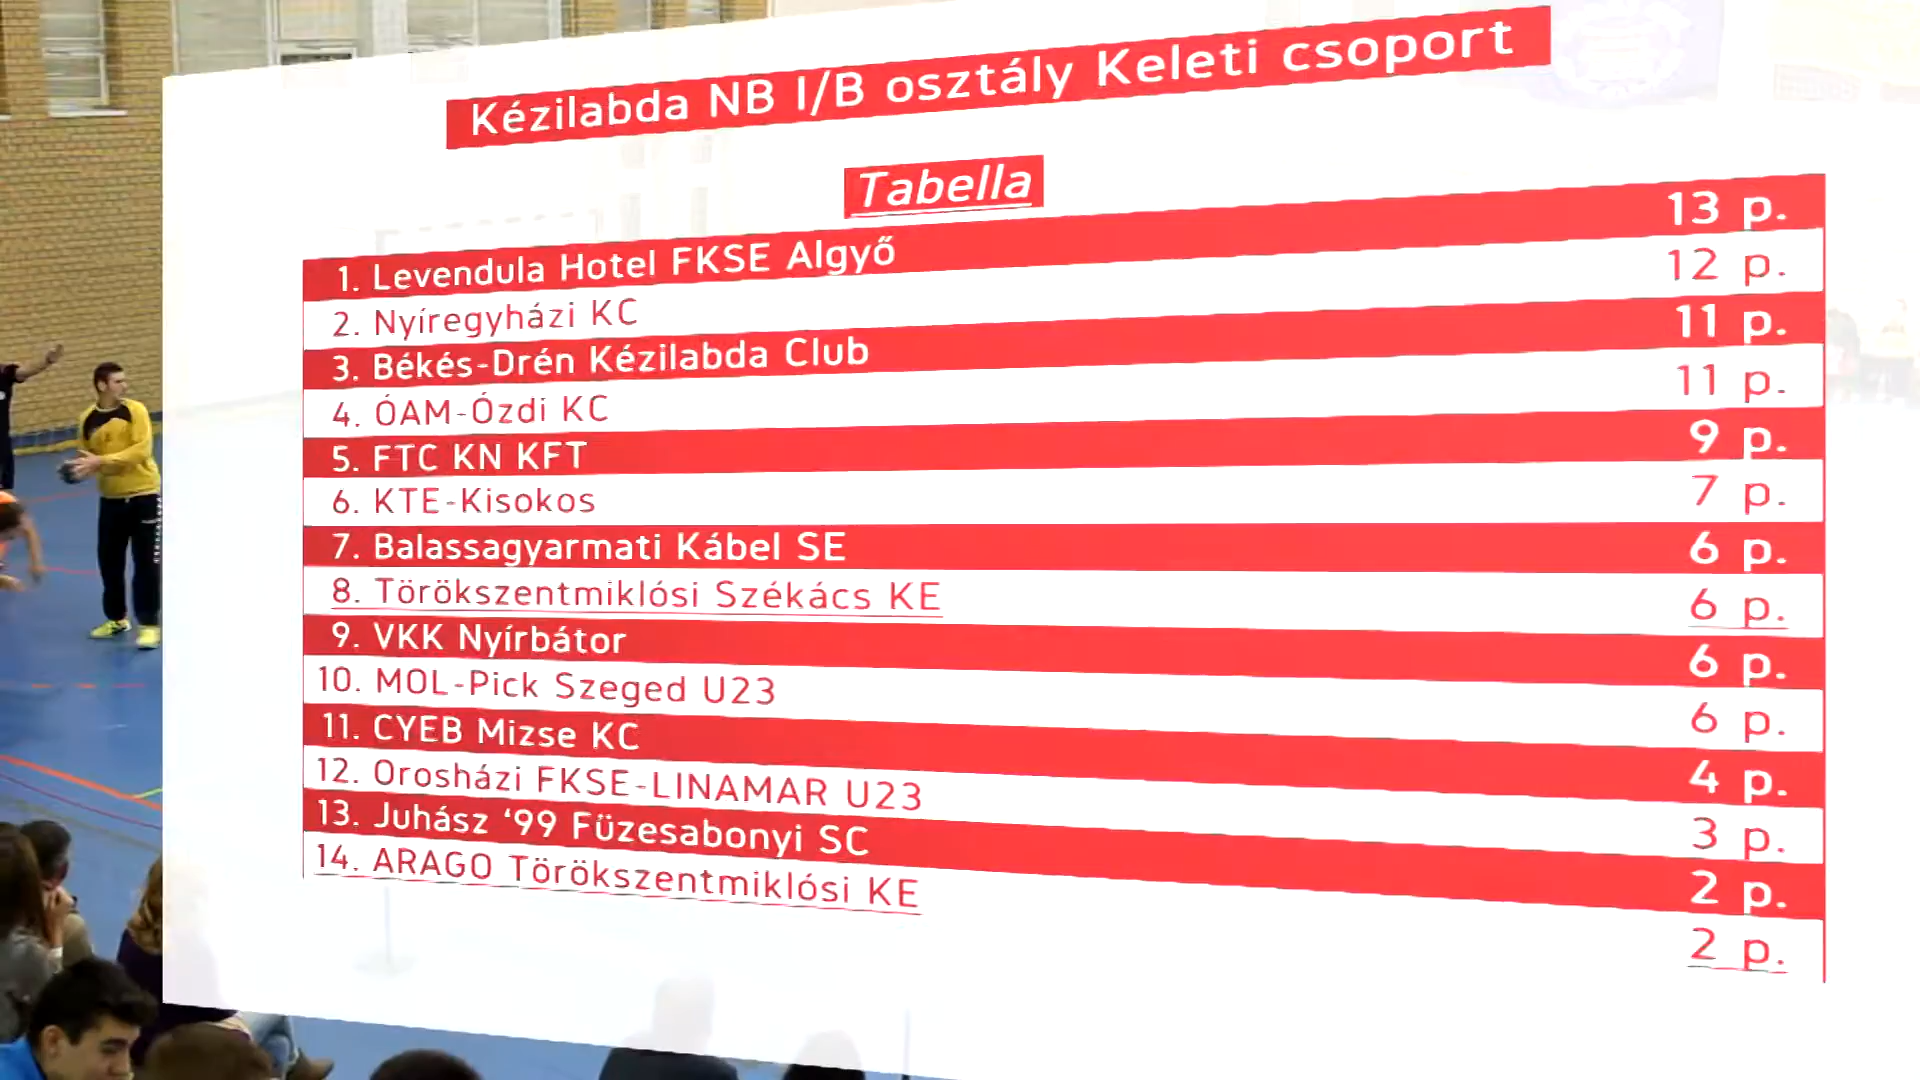 Kézilabda NB I/B osztály Keleti csoport
Tabella
1. Levendula Hotel FKSE Algyő 13 p.
2. Nyíregyházi KC 12 p.
3. Békés-Drén Kézilabda Club 11 p.
4. ÓAM-Ózdi KC 11 p.
5. FTC KN KFT 9 p.
6. KTE-Kisokos 7 p.
7. Balassagyarmati Kábel SE 6 p.
8. Törökszentmiklósi Székács KE 6 p.
9. VKK Nyírbátor 6 p.
10. MOL-Pick Szeged U23 6 p.
11. CYEB Mizse KC 4 p.
12. Orosházi FKSE-LINAMAR U23 3 p.
13. Juhász ‘99 Füzesabonyi SC 2 p.
14. ARAGO Törökszentmiklósi KE 2 p.